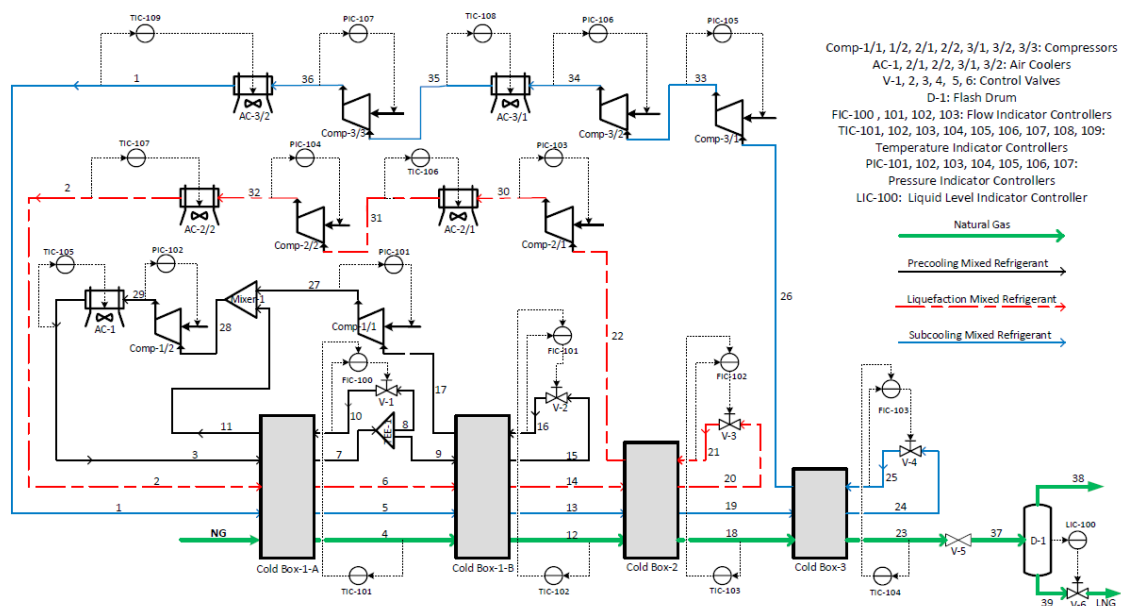 TIC-109
PIC-107
TIC-108
PIC-106
PIC-105
1
36
35
34
33
AC-3/2
Comp-3/3
AC-3/1
Comp-3/2
Comp-3/1
Comp-1/1, 1/2, 2/1, 2/2, 3/1, 3/2, 3/3: Compressors
AC-1, 2/1, 2/2, 3/1, 3/2: Air Coolers
V-1, 2, 3, 4, 5, 6: Control Valves
D-1: Flash Drum
FIC-100 , 101, 102, 103: Flow Indicator Controllers
TIC-101, 102, 103, 104, 105, 106, 107, 108, 109:
Temperature Indicator Controllers
PIC-101, 102, 103, 104, 105, 106, 107:
Pressure Indicator Controllers
LIC-100: Liquid Level Indicator Controller
Natural Gas
Precooling Mixed Refrigerant
Liquefaction Mixed Refrigerant
Subcooling Mixed Refrigerant
TIC-107
PIC-104
TIC-106
PIC-103
2
32
31
30
AC-2/2
Comp-2/2
AC-2/1
Comp-2/1
TIC-105
PIC-102
PIC-101
29
28
27
26
AC-1
Comp-1/2
Mixer-1
Comp-1/1
22
FIC-100
FIC-101
FIC-102
FIC-103
V-1
V-2
V-3
V-4
17
10
8
TEE-1
16
21
25
11
3
7
9
15
2
6
14
20
1
5
13
19
24
NG
4
12
18
23
37
38
V-5
D-1
LIC-100
39
V-6
LNG
Cold Box-1-A
Cold Box-1-B
Cold Box-2
Cold Box-3
TIC-101
TIC-102
TIC-103
TIC-104